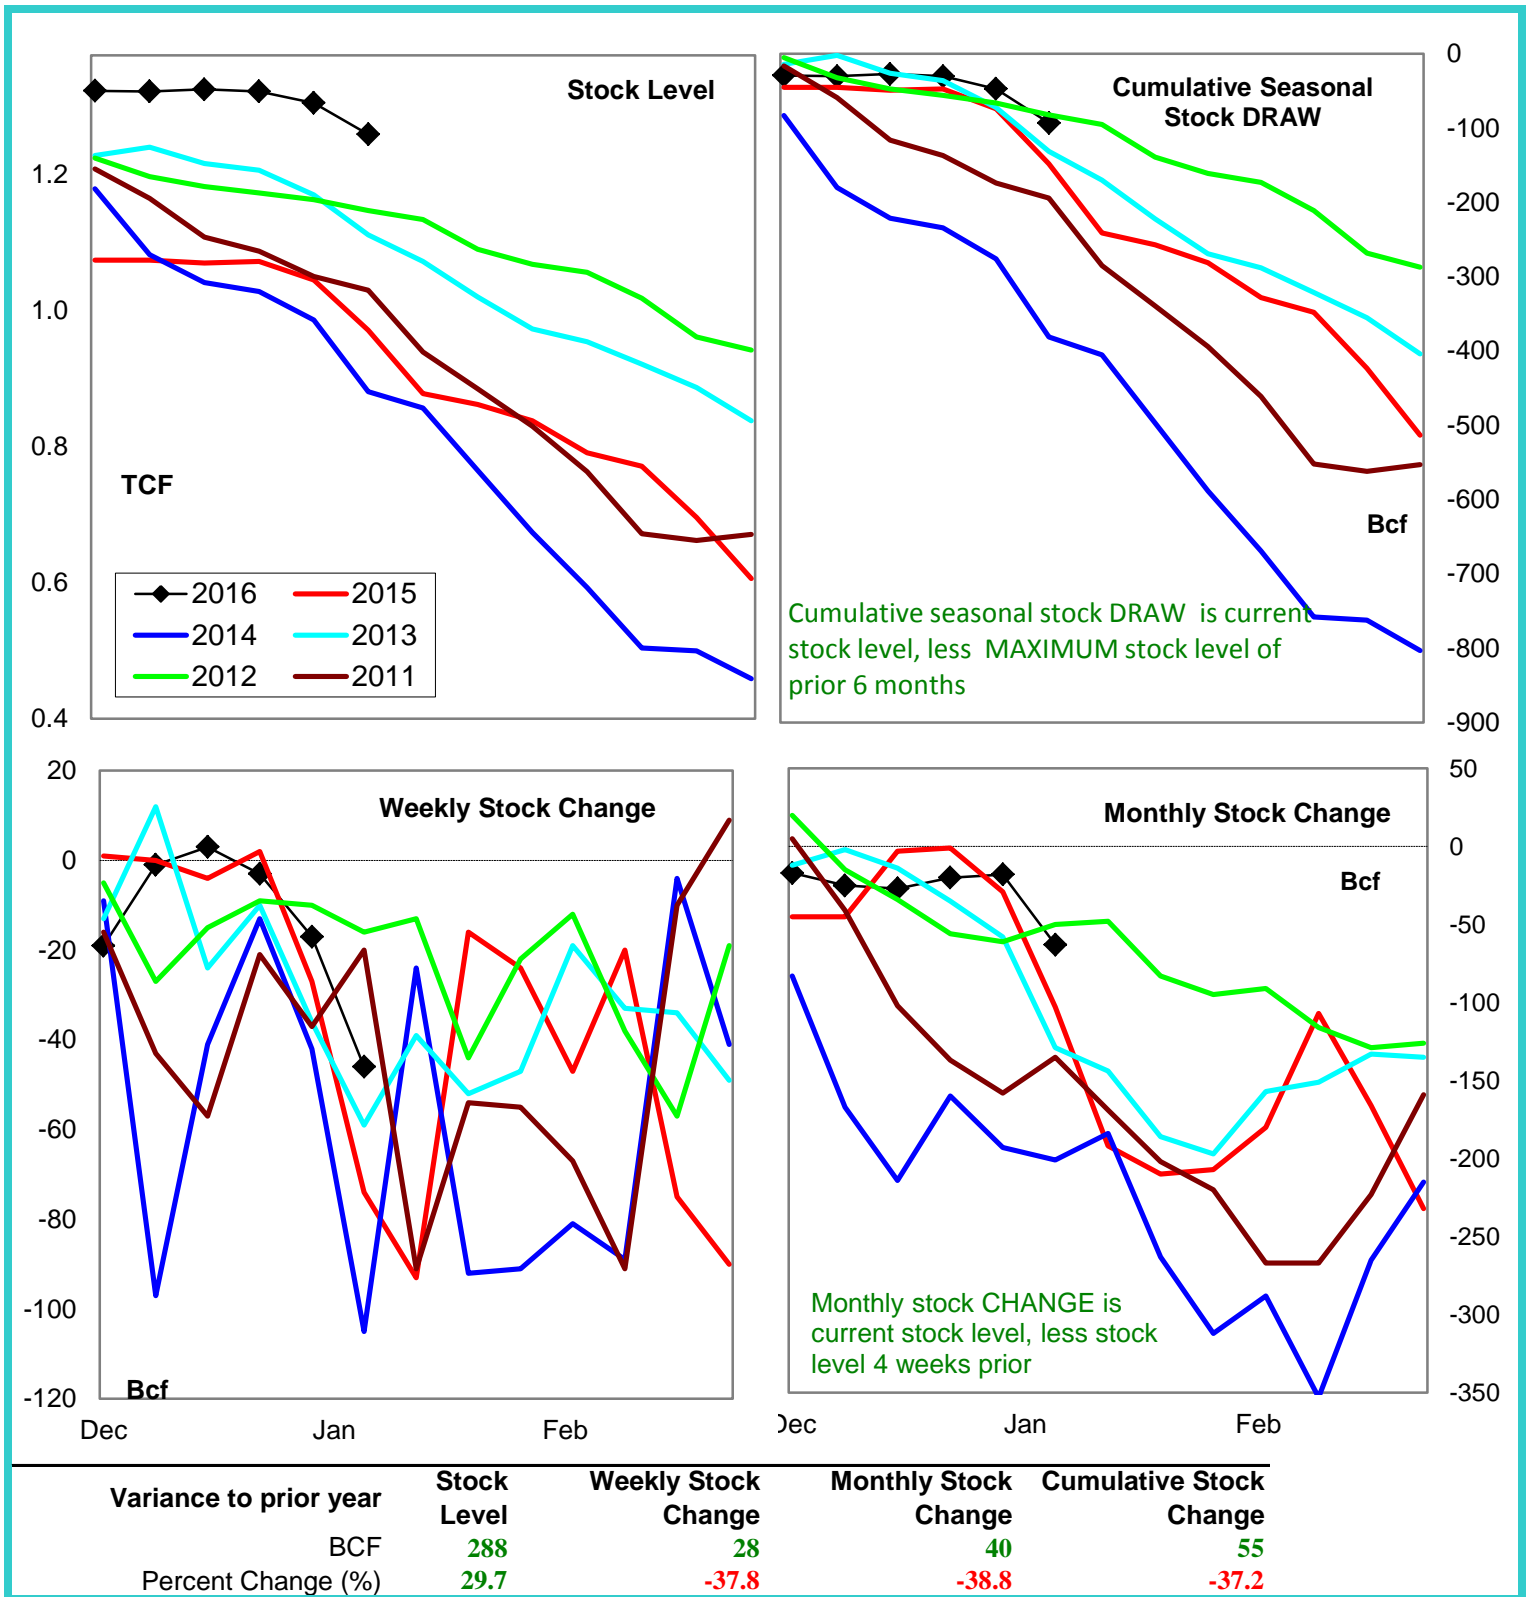 Stock Level
1.2
1.0
0.8
0.6
0.4
TCF
2016
2015
2014
2013
2012
2011
Cumulative Seasonal
Stock DRAW
0
-100
-200
-300
-400
-500
-600
-700
-800
-900
Bcf
Cumulative seasonal stock DRAW is current
stock level, less MAXIMUM stock level of
prior 6 months
Weekly Stock Change
20
0
-20
-40
-60
-80
-100
-120
Bcf
Dec
Jan
Feb
Monthly Stock Change
50
0
-50
-100
-150
-200
-250
-300
-350
Bcf
Monthly stock CHANGE is
current stock level, less stock
level 4 weeks prior
Dec
Jan
Feb
Variance to prior year
Stock
Level
Weekly Stock
Change
Monthly Stock
Change
Cumulative Stock
Change
BCF 288 28 40 55
Percent Change (%) 29.7 -37.8 -38.8 -37.2